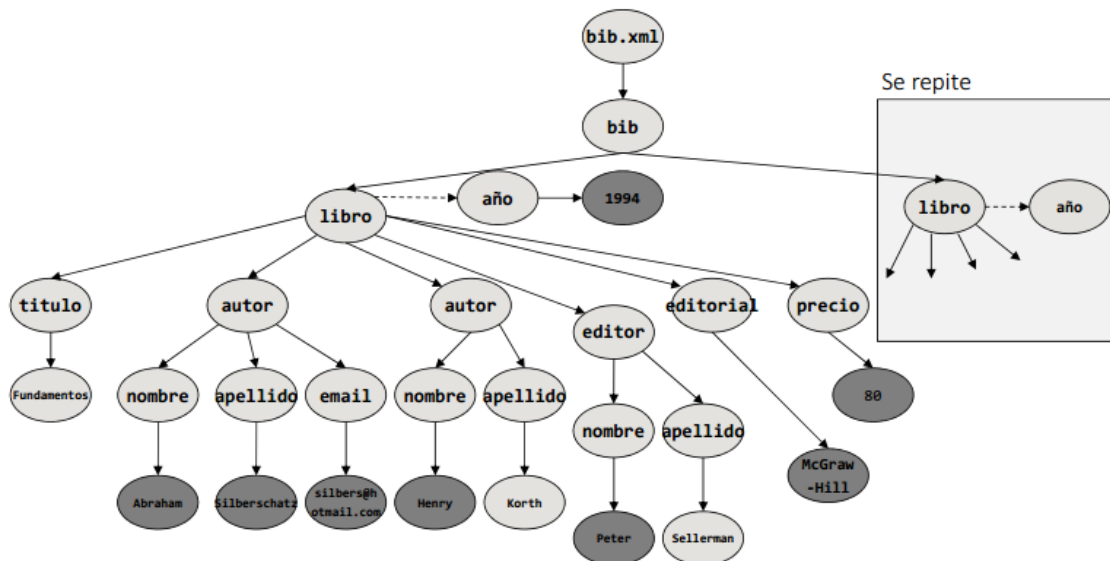 bib.xml
Se repite
bib
libro
año
1994
libro
año
titulo
autor
autor
editorial
precio
editor
Fundamentos
nombre
apellido
email
nombre
apellido
80
nombre
apellido
McGraw
-Hill
Abraham
Silberschatz
silbers@h
otmail.com
Henry
Korth
Peter
Sellerman